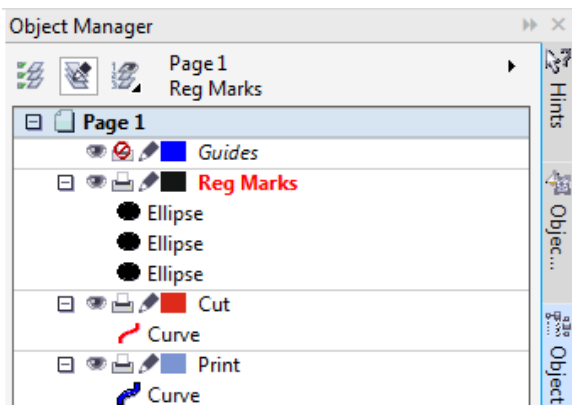 Object Manager
Page 1
Reg Marks
Page 1
Guides
Reg Marks
Ellipse
Ellipse
Ellipse
Cut
Curve
Print
Curve
Hints
Objec...
Object